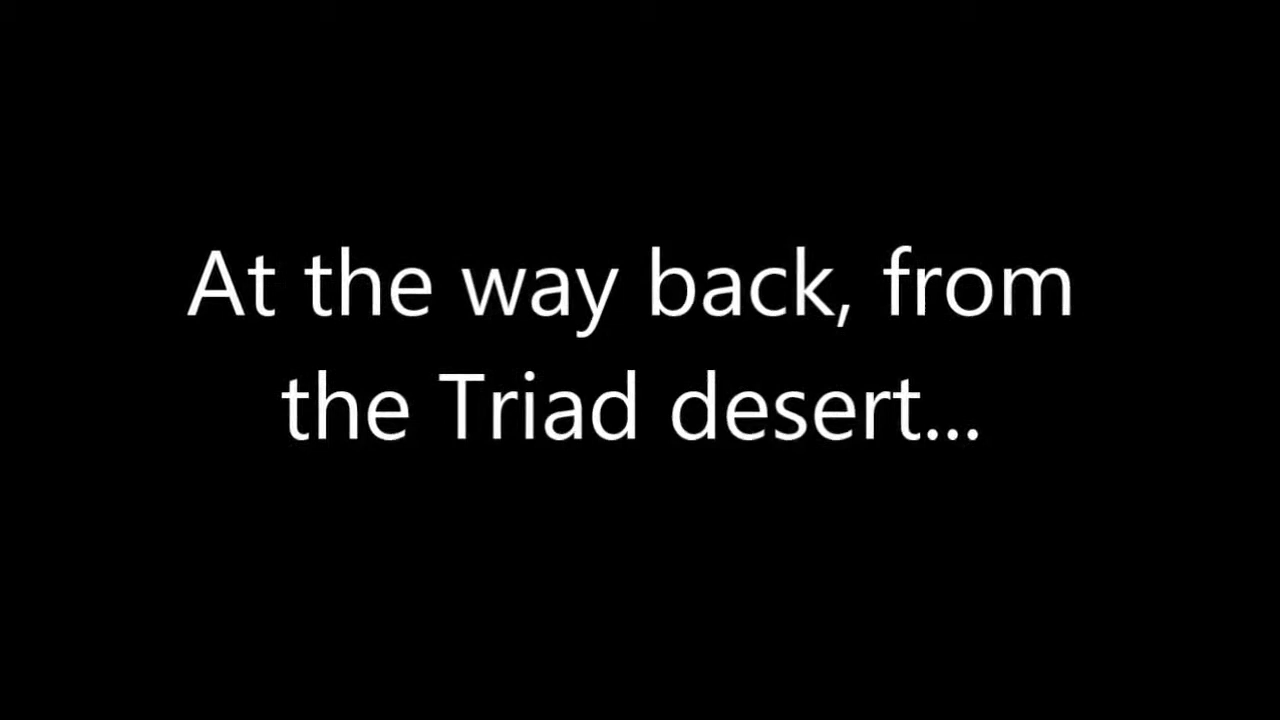 At the way back, from
the Triad desert...